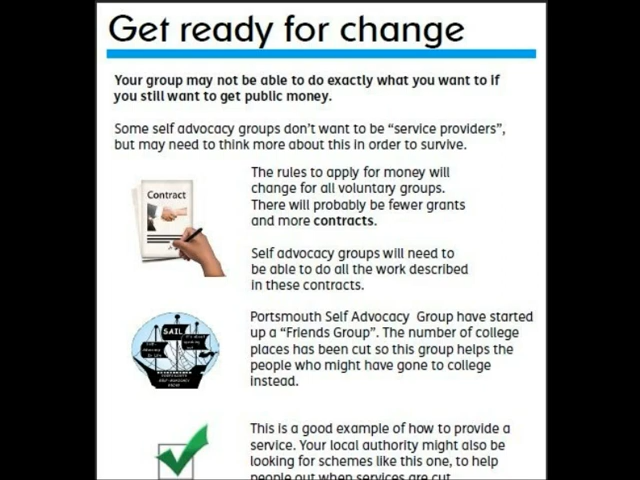 Get ready for change
Your group may not be able to do exactly what you want to if
you still want to get public money.
Some self advocacy groups don't want to be “service providers”,
but may need to think more about this in order to survive.
Contract
The rules to apply for money will
change for all voluntary groups.
There will probably be fewer grants
and more contracts.
Self advocacy groups will need to
be able to do all the work described
in these contracts.
SAIL
Portsmouth Self Advocacy Group have started
up a “Friends Group”. The number of college
places has been cut so this group helps the
people who might have gone to college
instead.
This is a good example of how to provide a
service. Your local authority might also be
looking for schemes like this one, to help
people out when services are cut